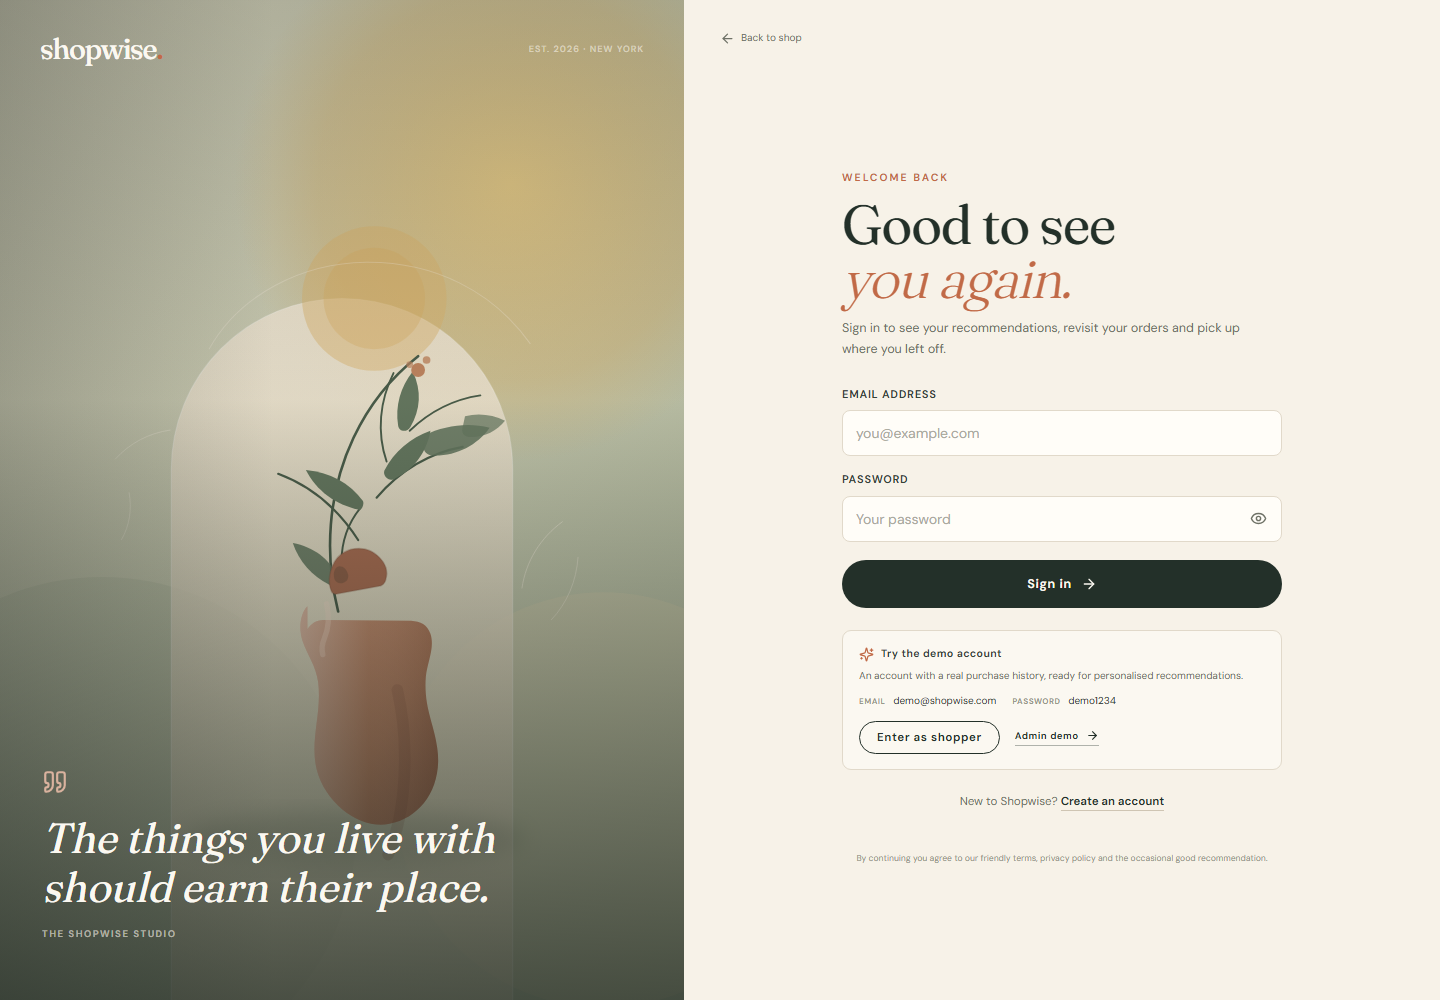 shopwise.
EST. 2026 · NEW YORK
The things you live with
should earn their place.
THE SHOPWISE STUDIO
Back to shop
WELCOME BACK
Good to see
you again.
Sign in to see your recommendations, revisit your orders and pick up
where you left off.
EMAIL ADDRESS
you@example.com
PASSWORD
Your password
Sign in
Try the demo account
An account with a real purchase history, ready for personalised recommendations.
EMAIL demo@shopwise.com PASSWORD demo1234
Enter as shopper Admin demo
New to Shopwise? Create an account
By continuing you agree to our friendly terms, privacy policy and the occasional good recommendation.